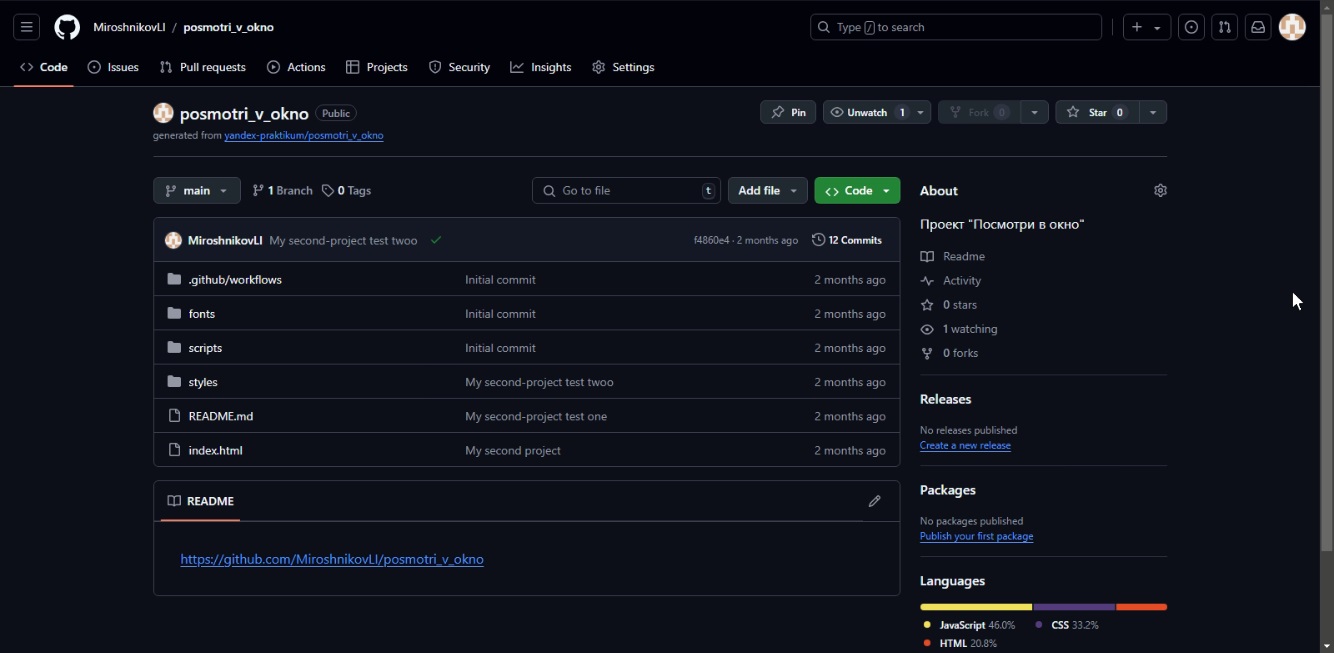 MiroshnikovLI / posmotri_v_okno
Type / to search
Code Issues Pull requests Actions Projects Security Insights Settings
posmotri_v_okno Public
Pin Unwatch 1 Fork 0 Star 0
generated from yandex-praktikum/posmotri_v_okno
main 1 Branch 0 Tags Go to file t Add file Code
MiroshnikovLI My second-project test twoo f4860e4 · 2 months ago 12 Commits
.github/workflows Initial commit 2 months ago
fonts Initial commit 2 months ago
scripts Initial commit 2 months ago
styles My second-project test twoo 2 months ago
README.md My second-project test one 2 months ago
index.html My second project 2 months ago
README
https://github.com/MiroshnikovLI/posmotri_v_okno
About
Проект "Посмотри в окно"
Readme
Activity
0 stars
1 watching
0 forks
Releases
No releases published
Create a new release
Packages
No packages published
Publish your first package
Languages
JavaScript 46.0% CSS 33.2%
HTML 20.8%